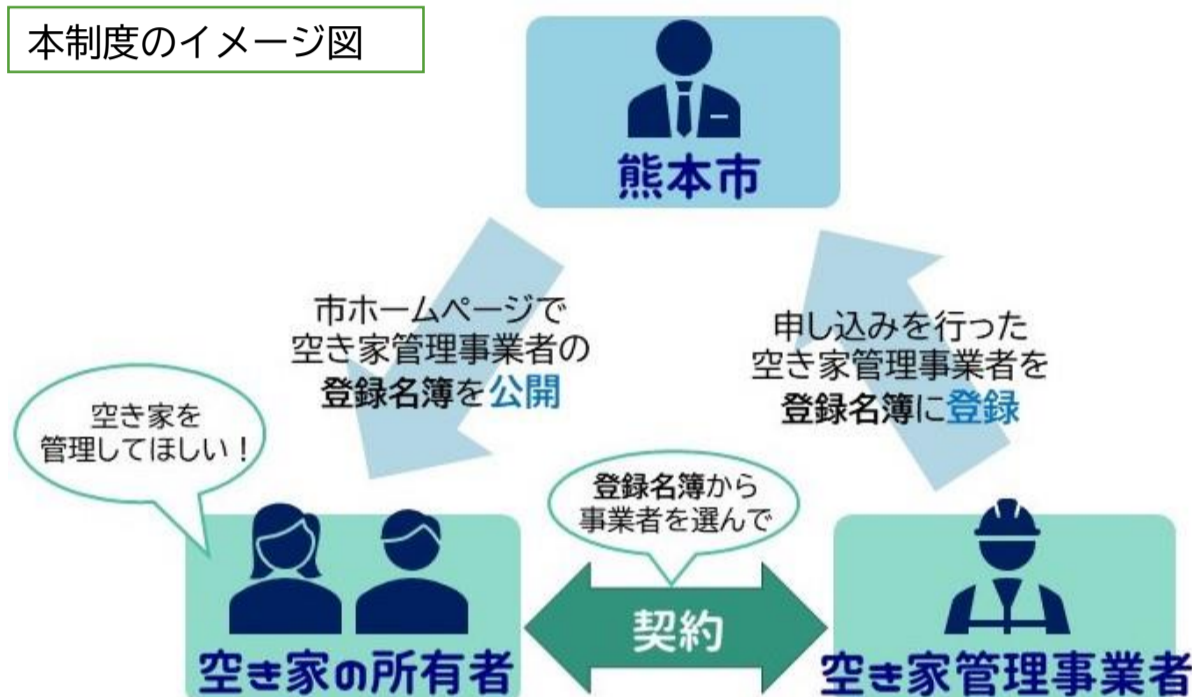 本制度のイメージ図
熊本市
市ホームページで
空き家管理事業者の
登録名簿を公開
申し込みを行った
空き家管理事業者を
登録名簿に登録
空き家を
管理してほしい！
登録名簿から
事業者を選んで
契約
空き家の所有者
空き家管理事業者